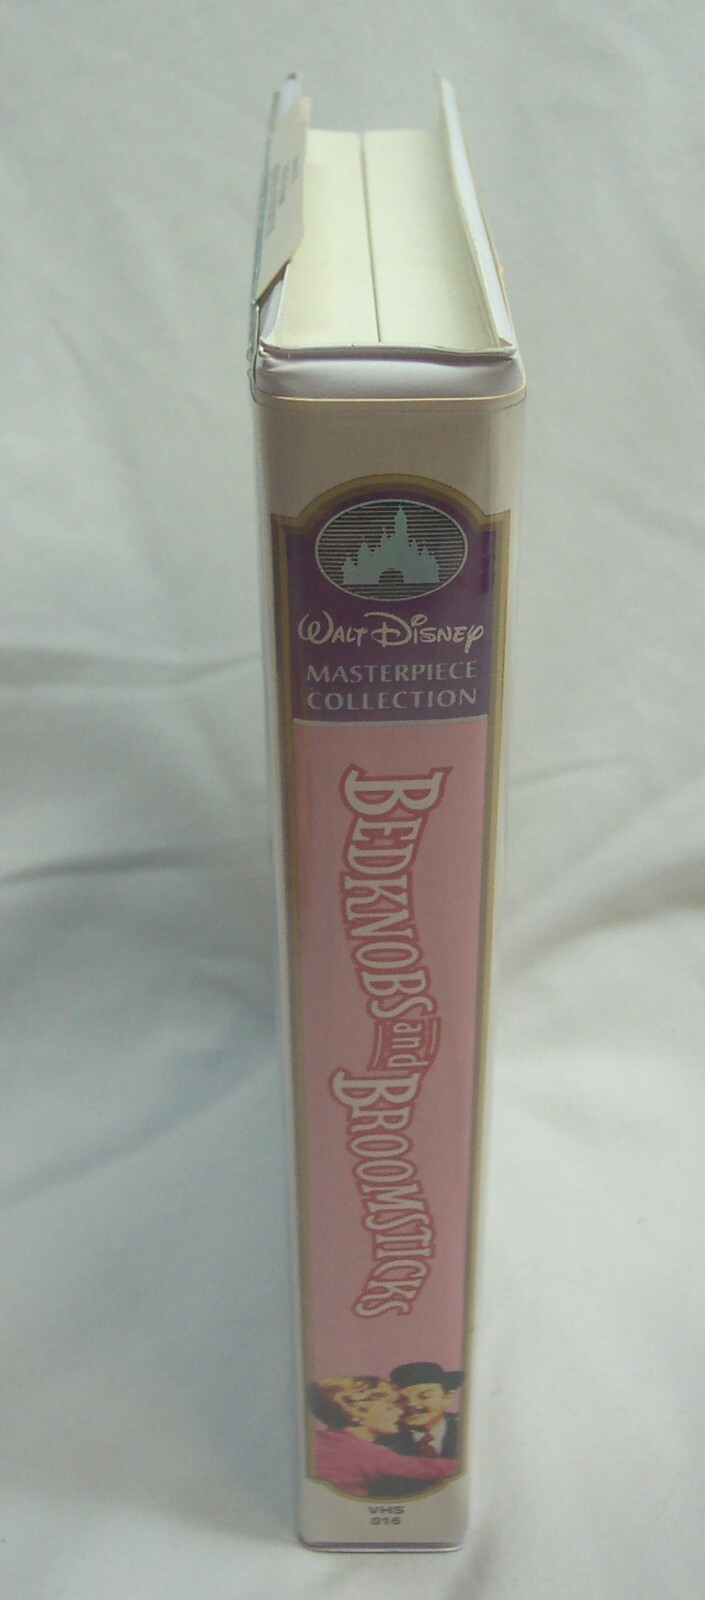 WALT DISNEY
MASTERPIECE
COLLECTION
BEDKNOBS and BROOMSTICKS
VHS
016